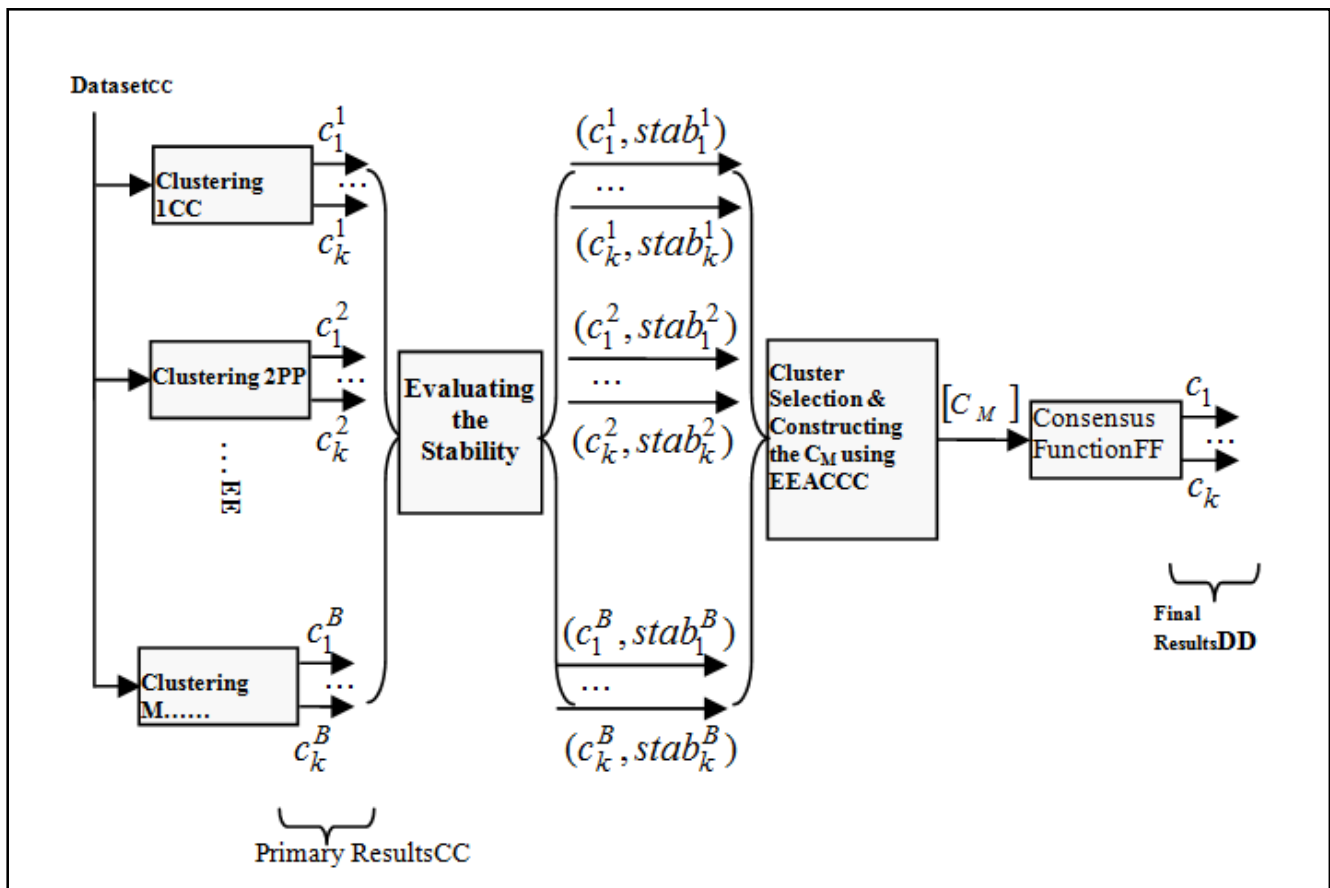 DatasetCC
Clustering
1CC
c_1^1
...
c_k^1
Clustering 2PP
c_1^2
...
c_k^2
...EE
Clustering
M......
c_1^B
...
c_k^B
Primary ResultsCC
Evaluating
the
Stability
(c_1^1, stab_1^1)
...
(c_k^1, stab_k^1)
(c_1^2, stab_1^2)
...
(c_k^2, stab_k^2)
(c_1^B, stab_1^B)
...
(c_k^B, stab_k^B)
Cluster
Selection &
Constructing
the C_M using
EEACCC
[C_M]
Consensus
FunctionFF
c_1
...
c_k
Final
ResultsDD